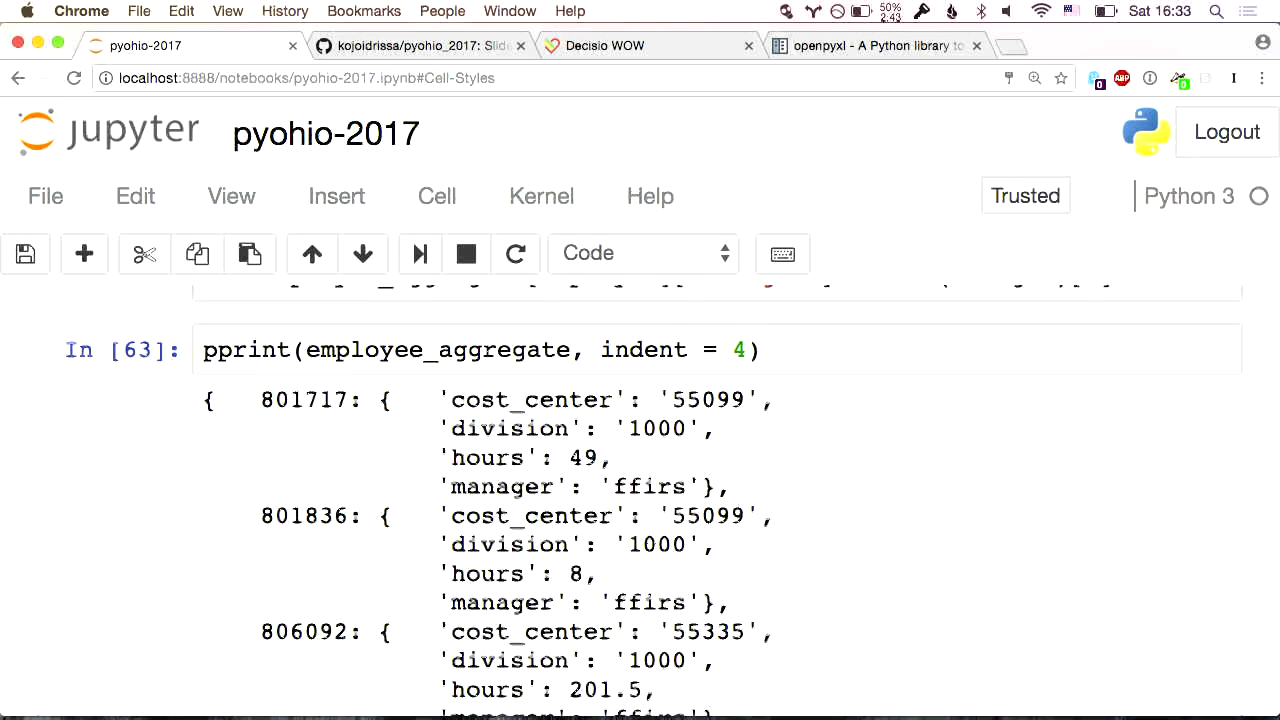 Chrome File Edit View History Bookmarks People Window Help 50% 2:43 Sat 16:33
pyohio-2017 kojoidrissa/pyohio_2017: Slid Decisio WOW openpyxl - A Python library to
localhost:8888/notebooks/pyohio-2017.ipynb#Cell-Styles
jupyter pyohio-2017 Logout
File Edit View Insert Cell Kernel Help Trusted Python 3
Code
In [63]: pprint(employee_aggregate, indent = 4)
{ 801717: { 'cost_center': '55099',
'division': '1000',
'hours': 49,
'manager': 'ffirs'},
801836: { 'cost_center': '55099',
'division': '1000',
'hours': 8,
'manager': 'ffirs'},
806092: { 'cost_center': '55335',
'division': '1000',
'hours': 201.5,